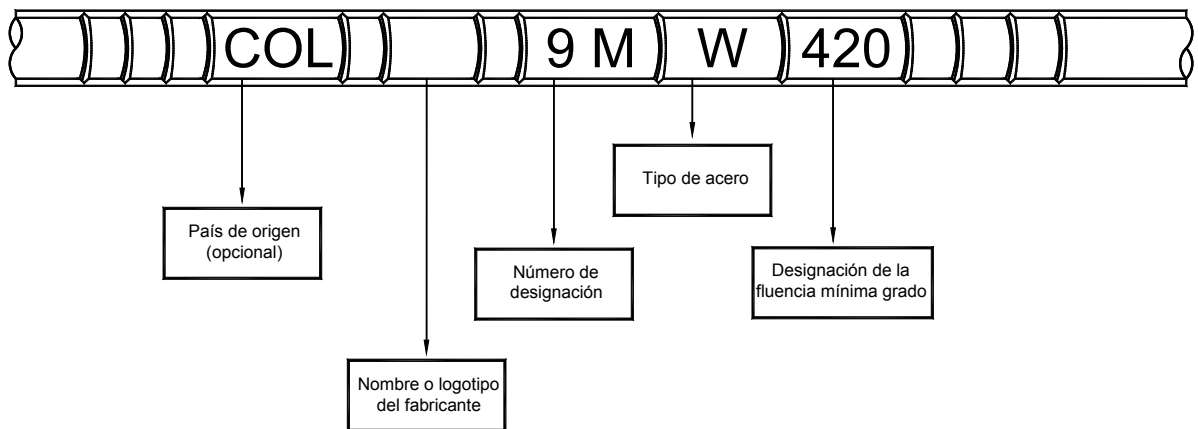 COL 9 M W 420
Tipo de acero
País de origen
(opcional)
Número de
designación
Designación de la
fluencia mínima grado
Nombre o logotipo
del fabricante